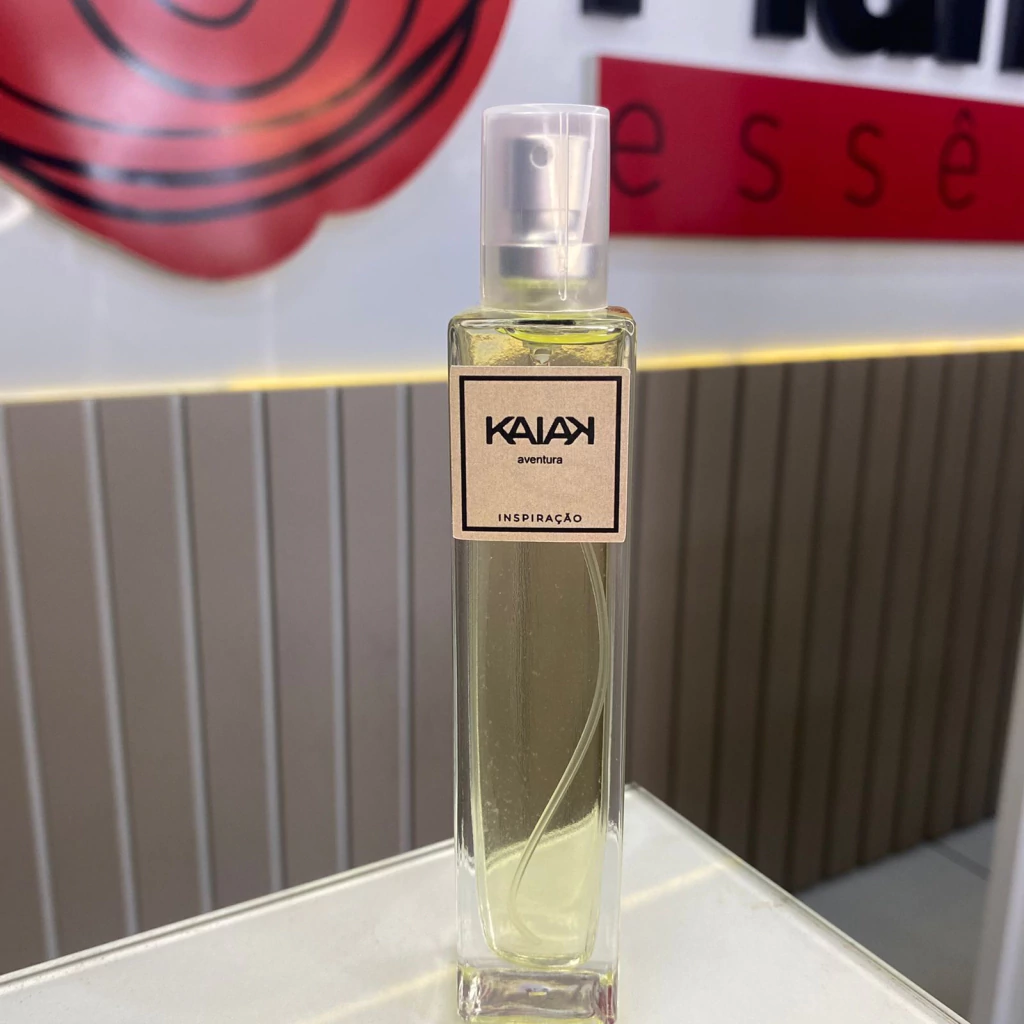 essê
KAIAK
aventura
INSPIRAÇÃO